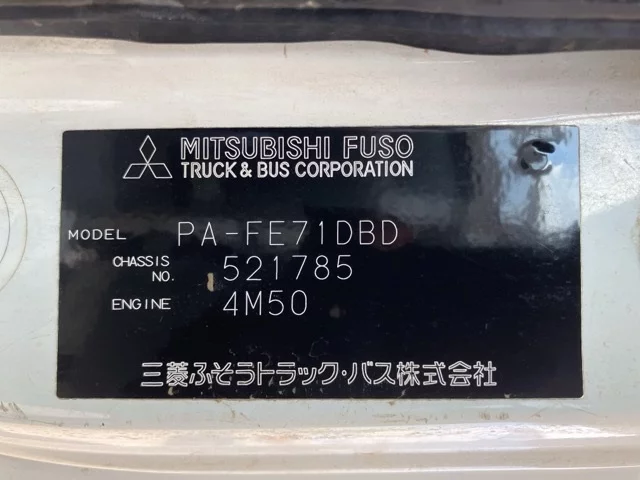 MITSUBISHI FUSO
TRUCK & BUS CORPORATION
MODEL PA-FE71DBD
CHASSIS NO. 521785
ENGINE 4M50
三菱ふそうトラック・バス株式会社